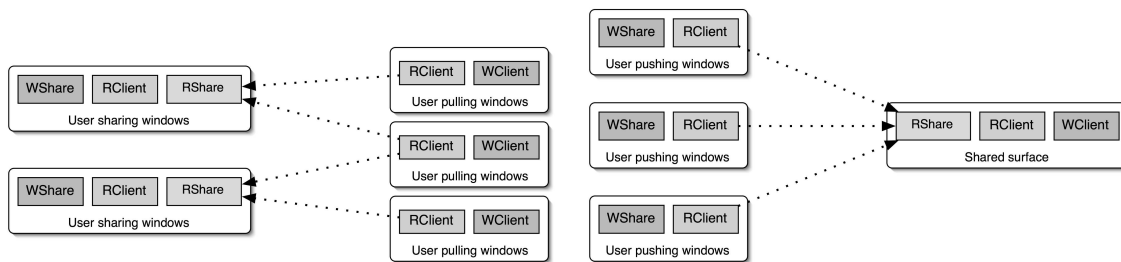 WShare RClient RShare
User sharing windows
WShare RClient RShare
User sharing windows
RClient WClient
User pulling windows
RClient WClient
User pulling windows
RClient WClient
User pulling windows
WShare RClient
User pushing windows
WShare RClient
User pushing windows
WShare RClient
User pushing windows
RShare RClient WClient
Shared surface